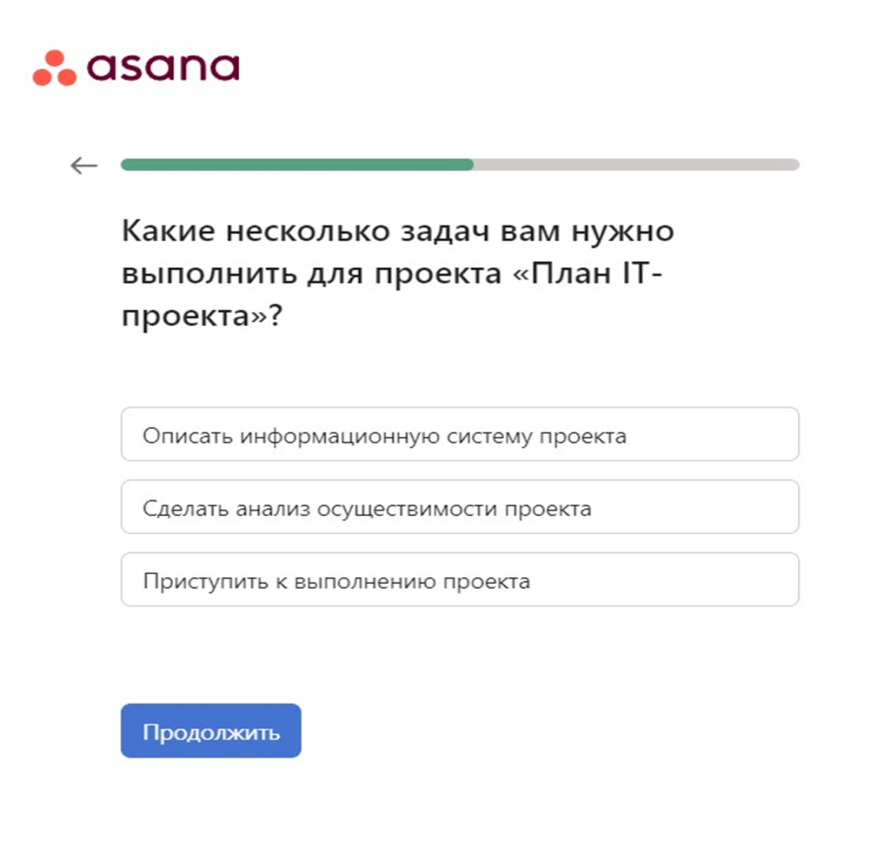 asana
Какие несколько задач вам нужно
выполнить для проекта «План IT-
проекта»?
Описать информационную систему проекта
Сделать анализ осуществимости проекта
Приступить к выполнению проекта
Продолжить